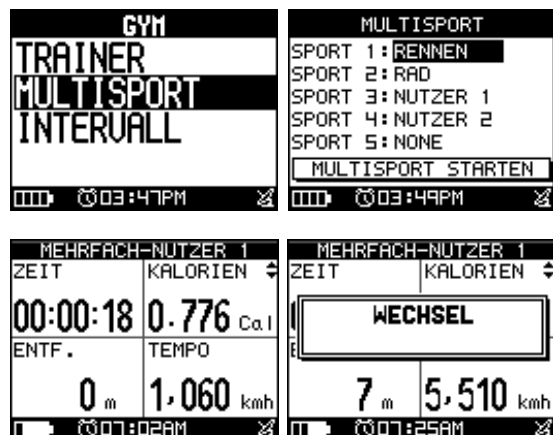 GYM
TRAINER
MULTISPORT
INTERVALL
03:47PM
MULTISPORT
SPORT 1: RENNEN
SPORT 2: RAD
SPORT 3: NUTZER 1
SPORT 4: NUTZER 2
SPORT 5: NONE
MULTISPORT STARTEN
03:49PM
MEHRFACH-NUTZER 1
ZEIT KALORIEN
00:00:18 0.776 Cal
ENTF. TEMPO
0 m 1,060 kmh
07:02AM
MEHRFACH-NUTZER 1
ZEIT KALORIEN
WECHSEL
7 m 5,510 kmh
07:25AM